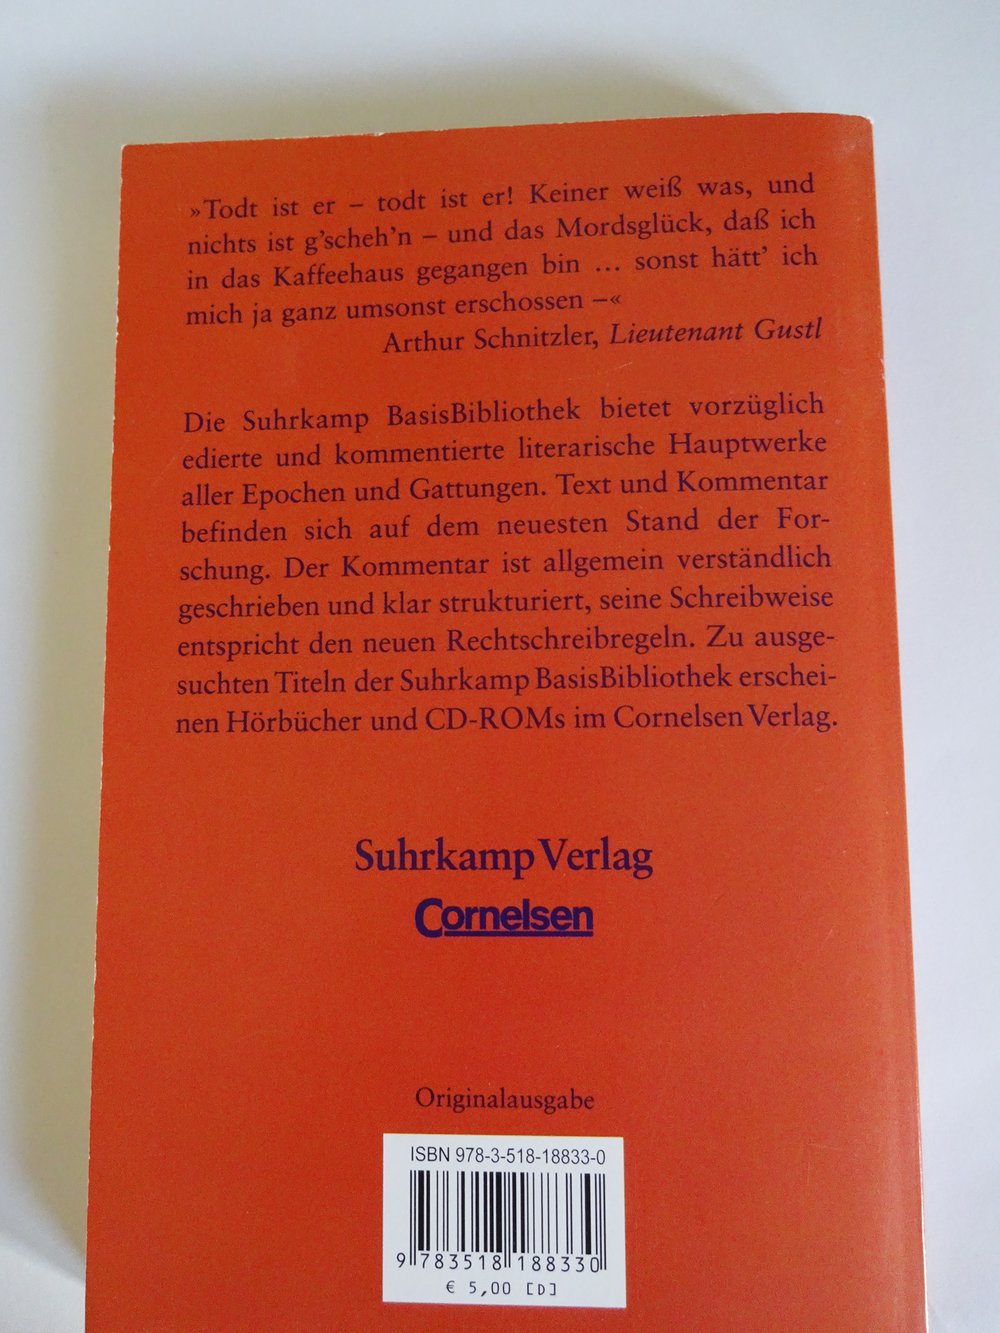 »Todt ist er – todt ist er! Keiner weiß was, und
nichts ist g’scheh’n – und das Mordsglück, daß ich
in das Kaffeehaus gegangen bin … sonst hätt’ ich
mich ja ganz umsonst erschossen –«
Arthur Schnitzler, Lieutenant Gustl
Die Suhrkamp BasisBibliothek bietet vorzüglich
edierte und kommentierte literarische Hauptwerke
aller Epochen und Gattungen. Text und Kommentar
befinden sich auf dem neuesten Stand der For-
schung. Der Kommentar ist allgemein verständlich
geschrieben und klar strukturiert, seine Schreibweise
entspricht den neuen Rechtschreibregeln. Zu ausge-
suchten Titeln der Suhrkamp BasisBibliothek erschei-
nen Hörbücher und CD-ROMs im Cornelsen Verlag.
Suhrkamp Verlag
Cornelsen
Originalausgabe
ISBN 978-3-518-18833-0
9 783518 188330
€ 5,00 [D]